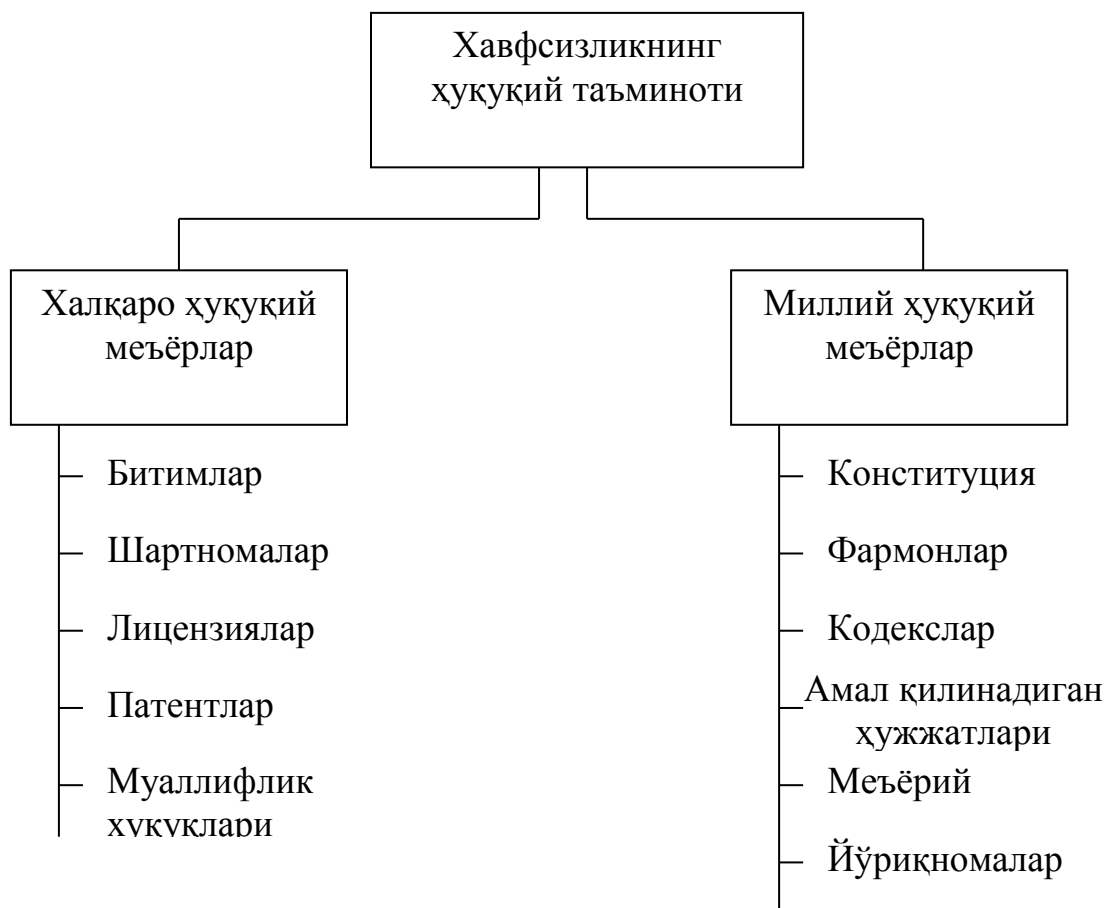 Хавфсизликнинг
ҳуқуқий таъминоти
Халқаро ҳуқуқий
меъёрлар
Битимлар
Шартномалар
Лицензиялар
Патентлар
Муаллифлик
ҳуқуқлари
Миллий ҳуқуқий
меъёрлар
Конституция
Фармонлар
Кодекслар
Амал қилинадиган
ҳужжатлари
Меъёрий
Йўриқномалар